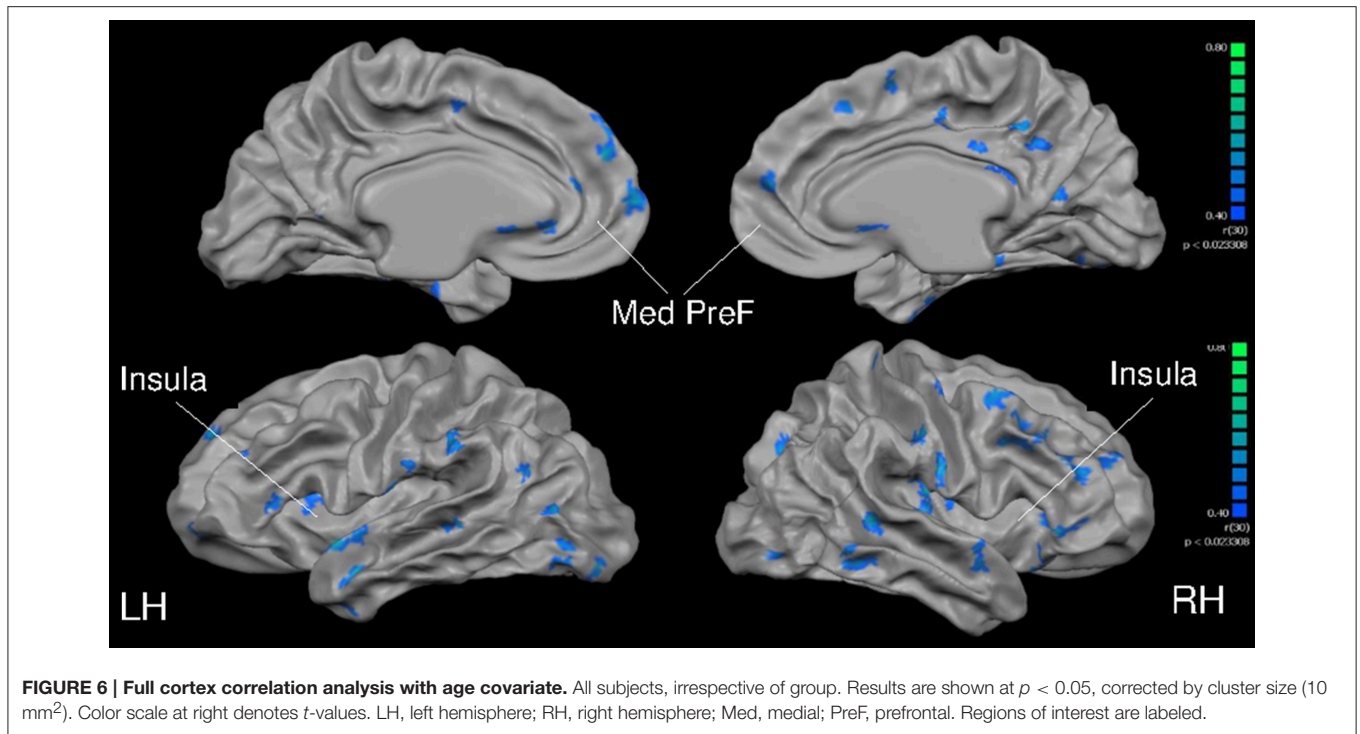 0.80
0.40
r(30)
p < 0.023308
Med PreF
Insula
Insula
0.80
0.40
r(30)
p < 0.023308
LH
RH
FIGURE 6 | Full cortex correlation analysis with age covariate. All subjects, irrespective of group. Results are shown at p < 0.05, corrected by cluster size (10
mm²). Color scale at right denotes t-values. LH, left hemisphere; RH, right hemisphere; Med, medial; PreF, prefrontal. Regions of interest are labeled.